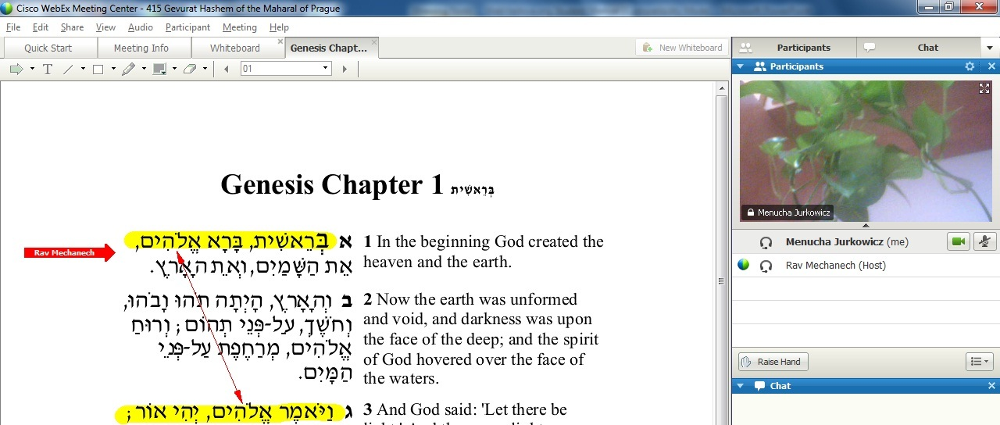 Cisco WebEx Meeting Center - 415 Gevurat Hashem of the Maharal of Prague
File Edit Share View Audio Participant Meeting Help
Quick Start Meeting Info Whiteboard Genesis Chapt...
New Whiteboard
T 01
Genesis Chapter 1 בְּרֵאשִׁית
א בְּרֵאשִׁית, בָּרָא אֱלֹהִים,
אֵת הַשָּׁמַיִם, וְאֵת הָאָרֶץ.
1 In the beginning God created the
heaven and the earth.
Rav Mechanech
ב וְהָאָרֶץ, הָיְתָה תֹהוּ וָבֹהוּ,
וְחֹשֶׁךְ, עַל-פְּנֵי תְהוֹם; וְרוּחַ
אֱלֹהִים, מְרַחֶפֶת עַל-פְּנֵי
הַמָּיִם.
2 Now the earth was unformed
and void, and darkness was upon
the face of the deep; and the spirit
of God hovered over the face of
the waters.
ג וַיֹּאמֶר אֱלֹהִים, יְהִי אוֹר;
3 And God said: 'Let there be
Participants Chat
Participants
Menucha Jurkowicz
Menucha Jurkowicz (me)
Rav Mechanech (Host)
Raise Hand
Chat